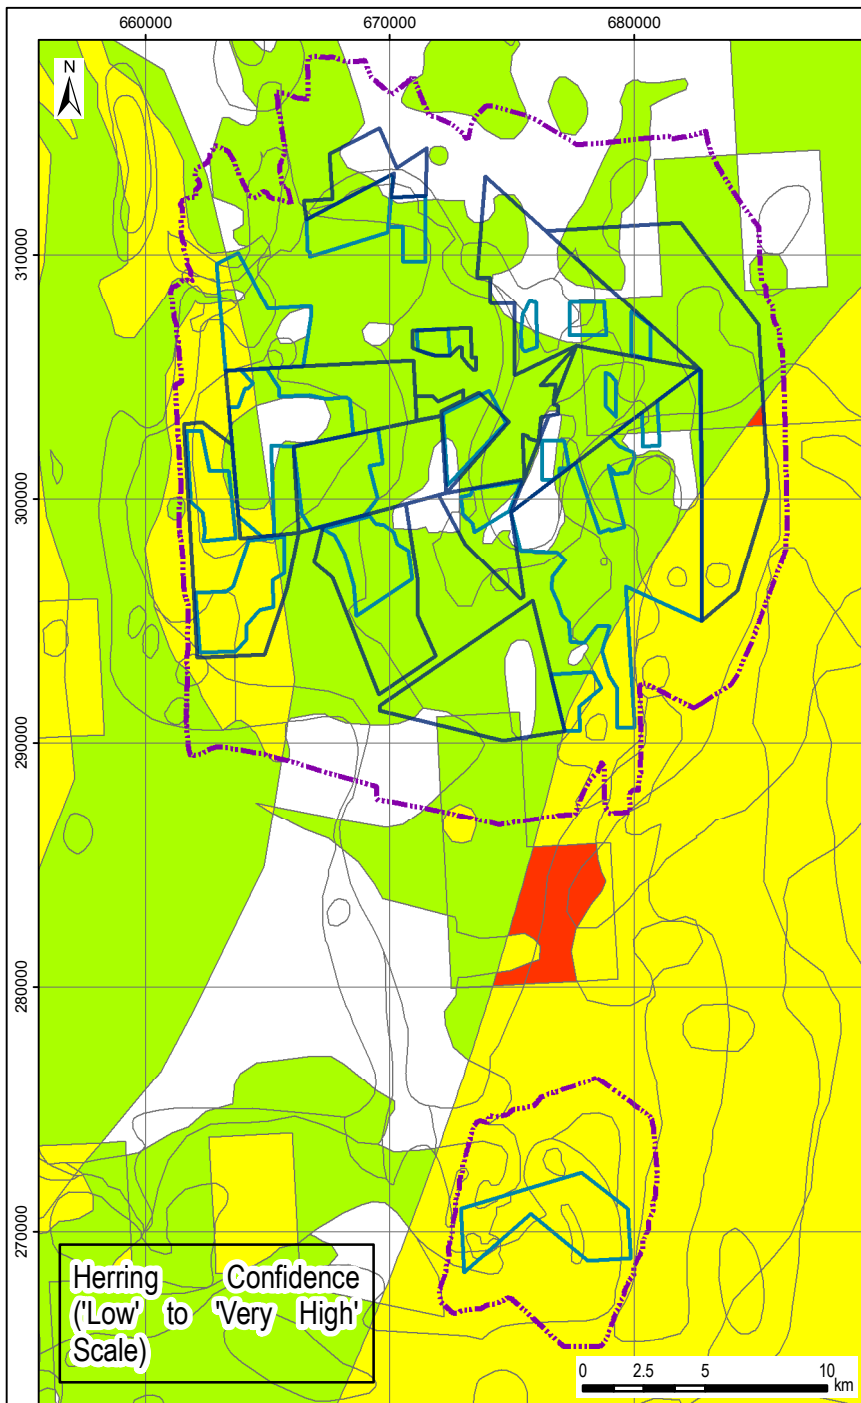 660000 670000 680000
N
310000
300000
290000
280000
270000
Herring Confidence
('Low' to 'Very High'
Scale)
0 2.5 5 10
km